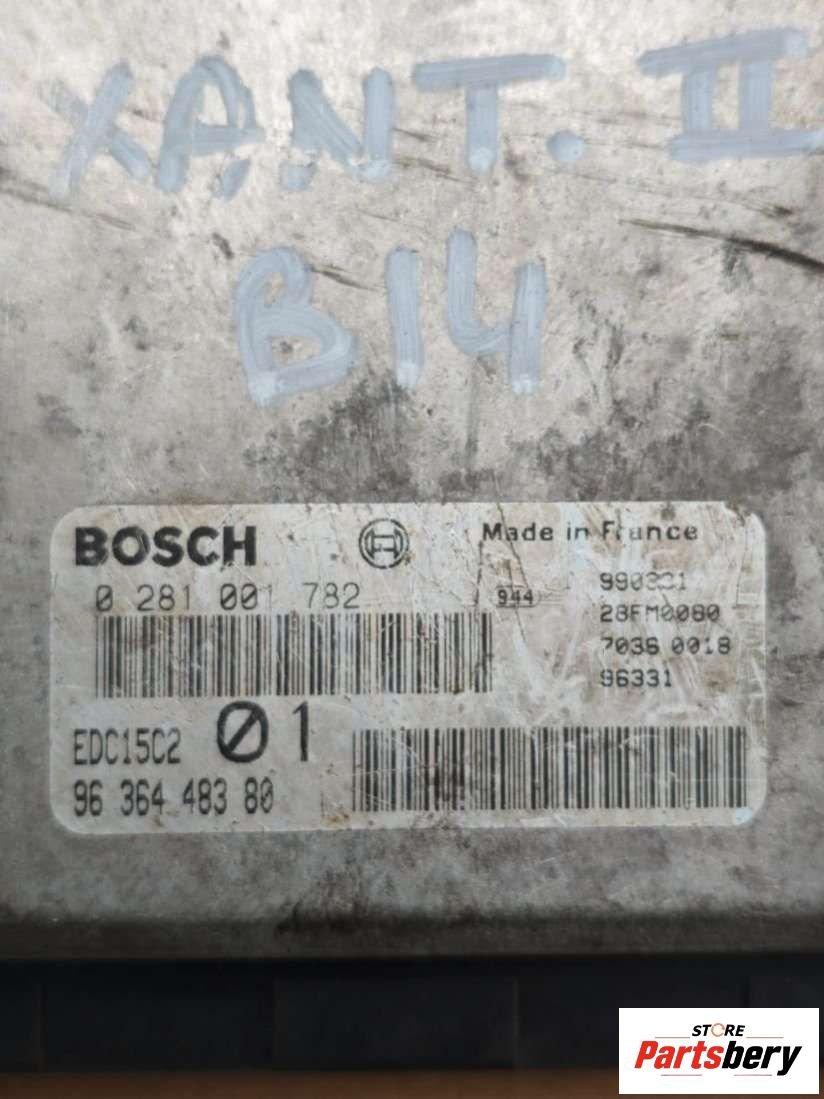 XANT. II
B14
BOSCH
Made in France
0 281 001 782
944
990331
28FM0080
7036 0018
96331
EDC15C2 01
96 364 483 80
STORE
Partsbery